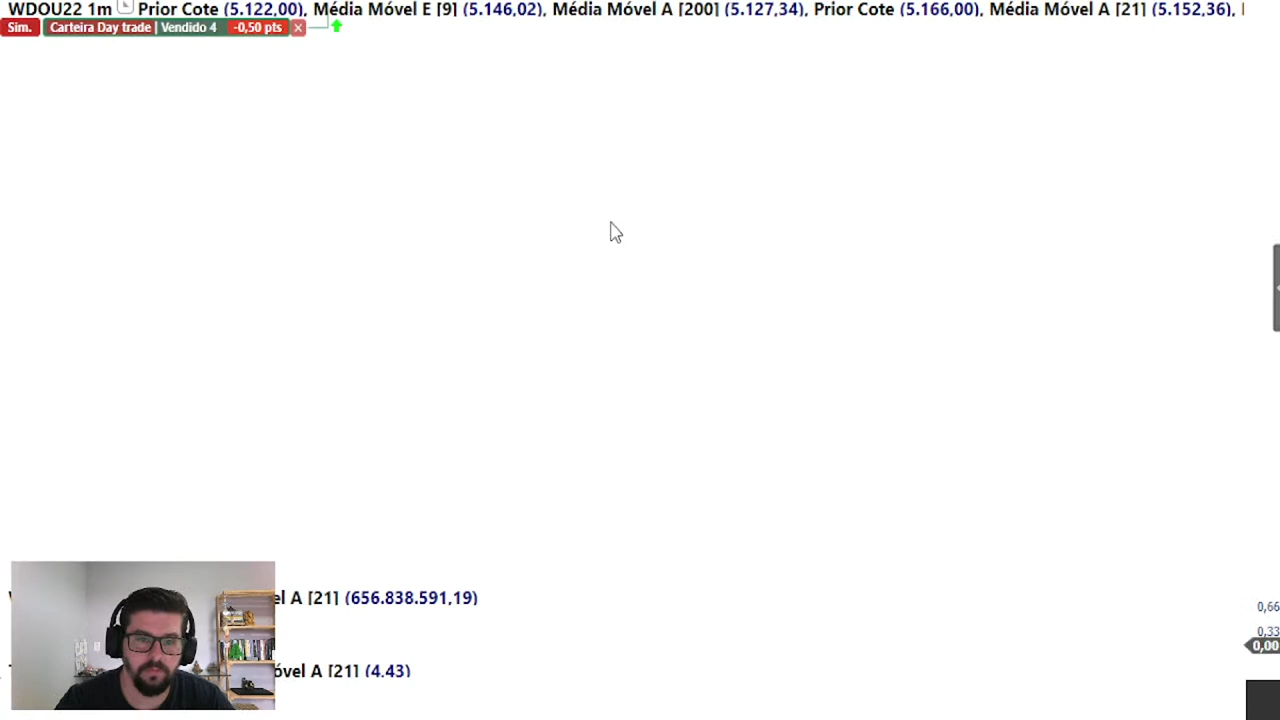 WDOU22 1m Prior Cote (5.122,00), Média Móvel E [9] (5.146,02), Média Móvel A [200] (5.127,34), Prior Cote (5.166,00), Média Móvel A [21] (5.152,36),
Sim. Carteira Day trade | Vendido 4 -0,50 pts
el A [21] (656.838.591,19)
0,66
0,33
0,00
óvel A [21] (4.43)